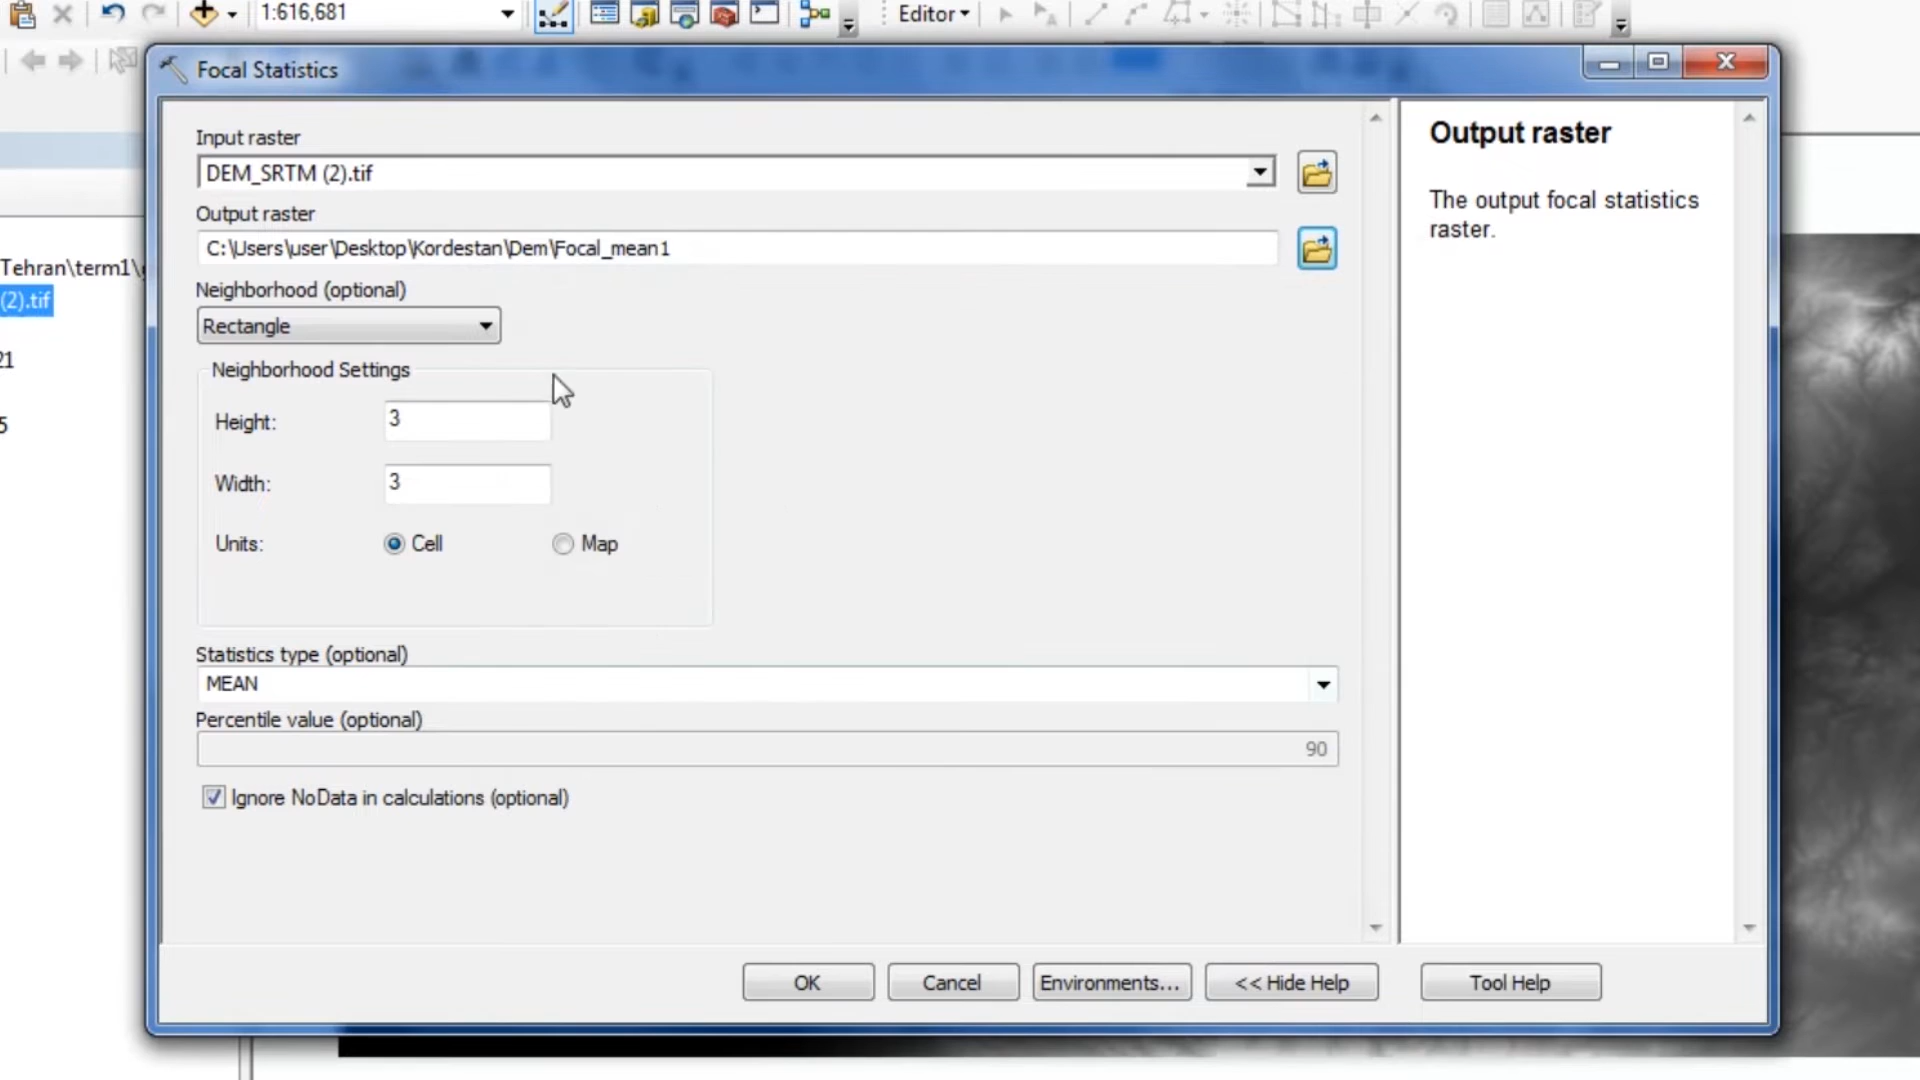 1:616,681
Editor
Focal Statistics
Input raster
DEM_SRTM (2).tif
Output raster
C:\Users\user\Desktop\Kordestan\Dem\Focal_mean1
Neighborhood (optional)
Rectangle
Neighborhood Settings
Height:
3
Width:
3
Units:
Cell
Map
Statistics type (optional)
MEAN
Percentile value (optional)
90
Ignore NoData in calculations (optional)
OK
Cancel
Environments...
<< Hide Help
Tool Help
Output raster
The output focal statistics
raster.
Tehran\term1\
(2).tif
21
5